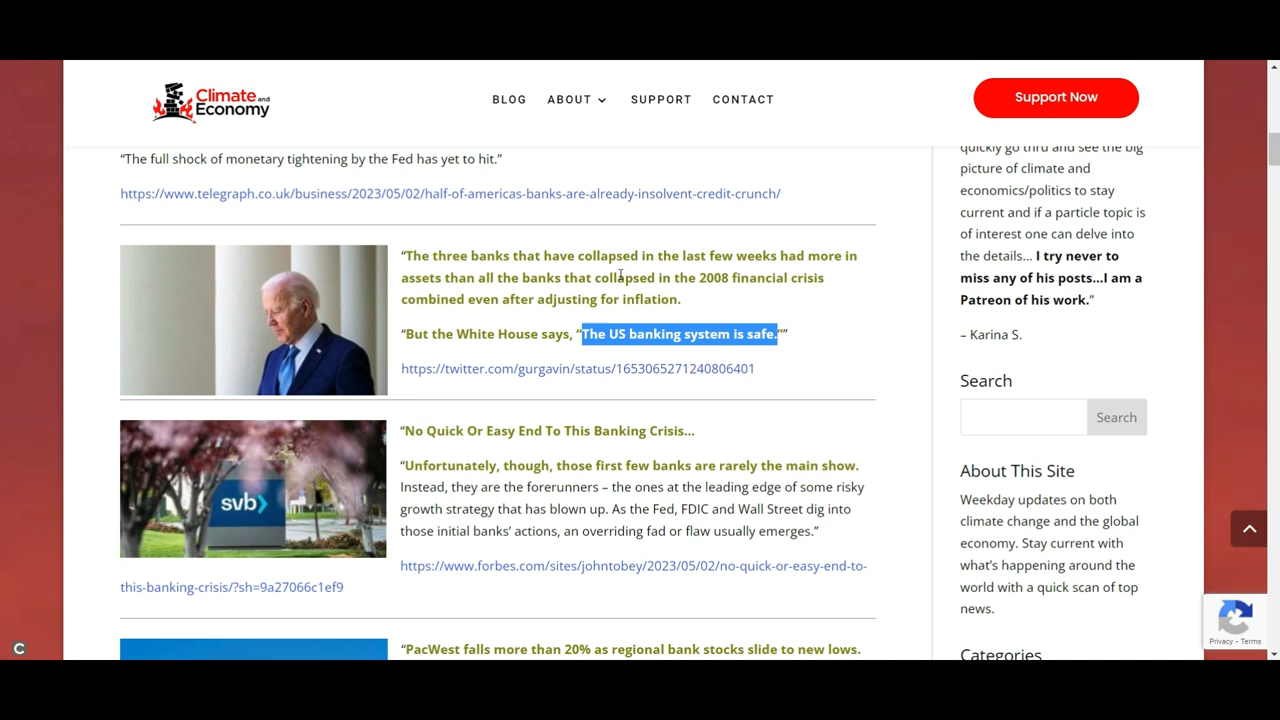 Climate and
Economy
BLOG ABOUT SUPPORT CONTACT
Support Now
“The full shock of monetary tightening by the Fed has yet to hit.”
https://www.telegraph.co.uk/business/2023/05/02/half-of-americas-banks-are-already-insolvent-credit-crunch/
“The three banks that have collapsed in the last few weeks had more in
assets than all the banks that collapsed in the 2008 financial crisis
combined even after adjusting for inflation.
“But the White House says, “The US banking system is safe.””
https://twitter.com/gurgavin/status/1653065271240806401
svb
“No Quick Or Easy End To This Banking Crisis…
“Unfortunately, though, those first few banks are rarely the main show.
Instead, they are the forerunners – the ones at the leading edge of some risky
growth strategy that has blown up. As the Fed, FDIC and Wall Street dig into
those initial banks’ actions, an overriding fad or flaw usually emerges.”
https://www.forbes.com/sites/johntobey/2023/05/02/no-quick-or-easy-end-to-
this-banking-crisis/?sh=9a27066c1ef9
“PacWest falls more than 20% as regional bank stocks slide to new lows.
quickly go thru and see the big
picture of climate and
economics/politics to stay
current and if a particular topic is
of interest one can delve into
the details… I try never to
miss any of his posts…I am a
Patreon of his work.”
– Karina S.
Search
Search
About This Site
Weekday updates on both
climate change and the global
economy. Stay current with
what’s happening around the
world with a quick scan of top
news.
Categories
Privacy - Terms